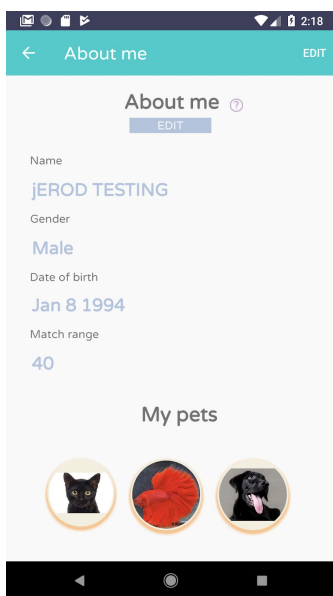 2:18
About me
EDIT
About me ?
EDIT
Name
jEROD TESTING
Gender
Male
Date of birth
Jan 8 1994
Match range
40
My pets